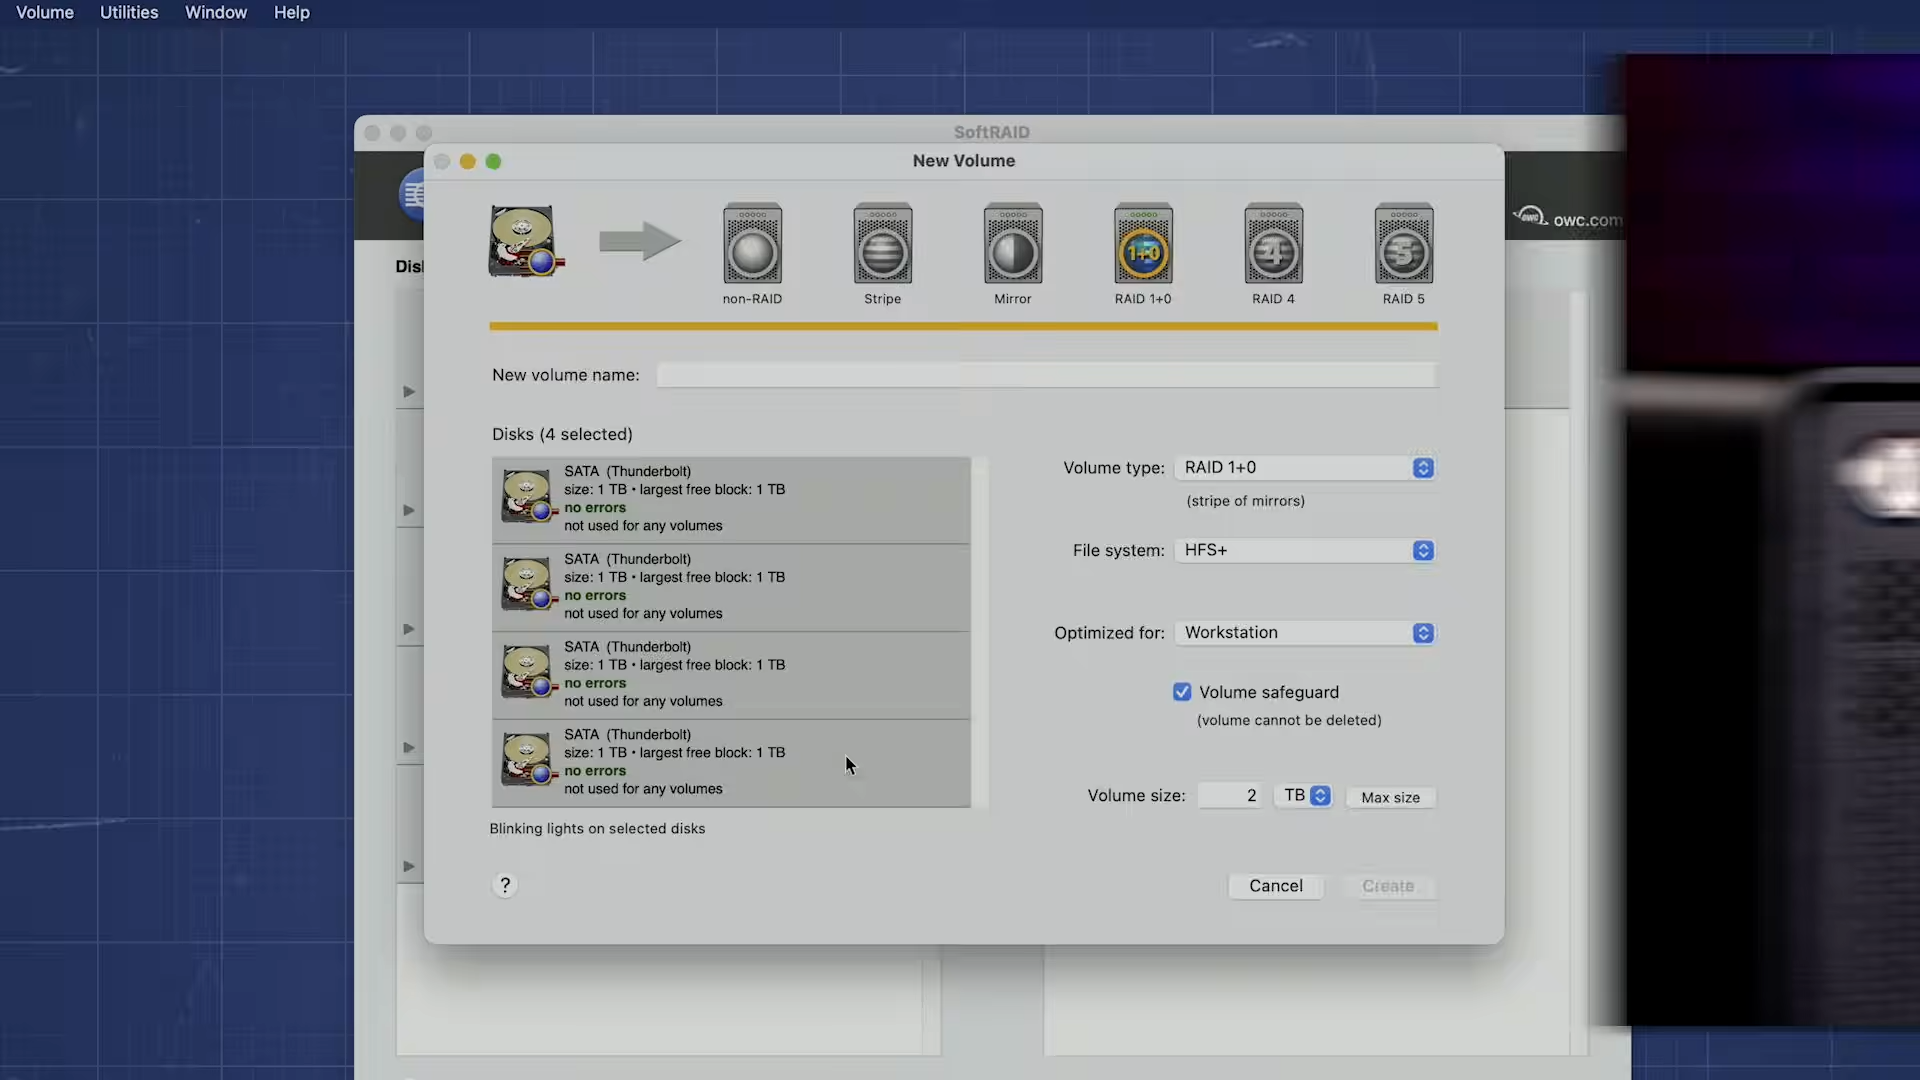 Volume Utilities Window Help
SoftRAID
New Volume
owc.com
non-RAID Stripe Mirror RAID 1+0 RAID 4 RAID 5
New volume name:
Disks (4 selected)
SATA (Thunderbolt)
size: 1 TB • largest free block: 1 TB
no errors
not used for any volumes
SATA (Thunderbolt)
size: 1 TB • largest free block: 1 TB
no errors
not used for any volumes
SATA (Thunderbolt)
size: 1 TB • largest free block: 1 TB
no errors
not used for any volumes
SATA (Thunderbolt)
size: 1 TB • largest free block: 1 TB
no errors
not used for any volumes
Blinking lights on selected disks
Volume type: RAID 1+0
(stripe of mirrors)
File system: HFS+
Optimized for: Workstation
Volume safeguard
(volume cannot be deleted)
Volume size: 2 TB Max size
? Cancel Create